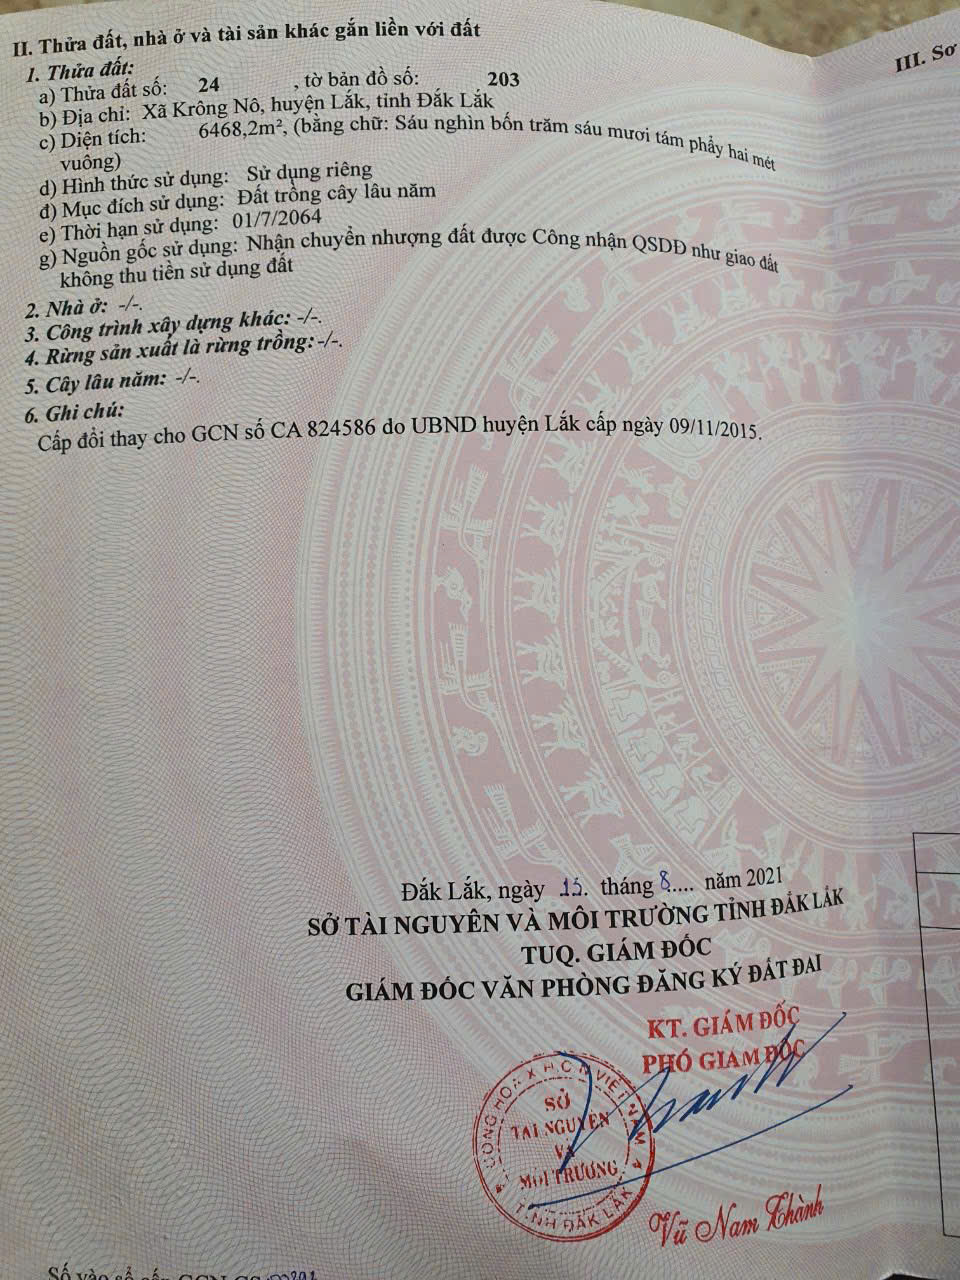 II. Thửa đất, nhà ở và tài sản khác gắn liền với đất
III. Sơ
1. Thửa đất:
a) Thửa đất số: 24 , tờ bản đồ số: 203
b) Địa chỉ: Xã Krông Nô, huyện Lắk, tỉnh Đắk Lắk
c) Diện tích: 6468,2m², (bằng chữ: Sáu nghìn bốn trăm sáu mươi tám phẩy hai mét
vuông)
d) Hình thức sử dụng: Sử dụng riêng
đ) Mục đích sử dụng: Đất trồng cây lâu năm
e) Thời hạn sử dụng: 01/7/2064
g) Nguồn gốc sử dụng: Nhận chuyển nhượng đất được Công nhận QSDĐ như giao đất
không thu tiền sử dụng đất
2. Nhà ở: -/-.
3. Công trình xây dựng khác: -/-.
4. Rừng sản xuất là rừng trồng: -/-.
5. Cây lâu năm: -/-.
6. Ghi chú:
Cấp đổi thay cho GCN số CA 824586 do UBND huyện Lắk cấp ngày 09/11/2015.
Đắk Lắk, ngày 15. tháng 8.... năm 2021
SỞ TÀI NGUYÊN VÀ MÔI TRƯỜNG TỈNH ĐẮK LẮK
TUQ. GIÁM ĐỐC
GIÁM ĐỐC VĂN PHÒNG ĐĂNG KÝ ĐẤT ĐAI
KT. GIÁM ĐỐC
PHÓ GIÁM ĐỐC
CỘNG HÒA X.H.C.N VIỆT NAM
SỞ
TÀI NGUYÊN
VÀ
MÔI TRƯỜNG
TỈNH ĐẮK LẮK
Vũ Nam Thành
Số vào sổ cấp GCN